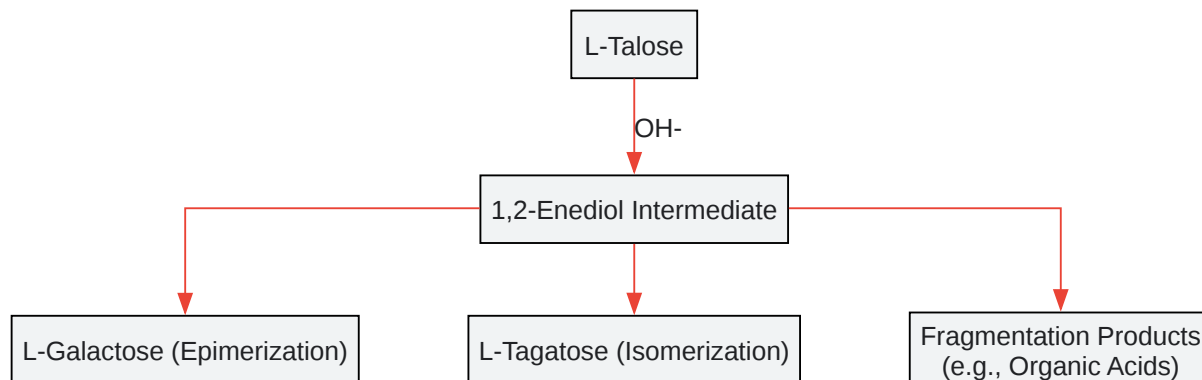 L-Talose
OH-
1,2-Enediol Intermediate
L-Galactose (Epimerization)
L-Tagatose (Isomerization)
Fragmentation Products
(e.g., Organic Acids)